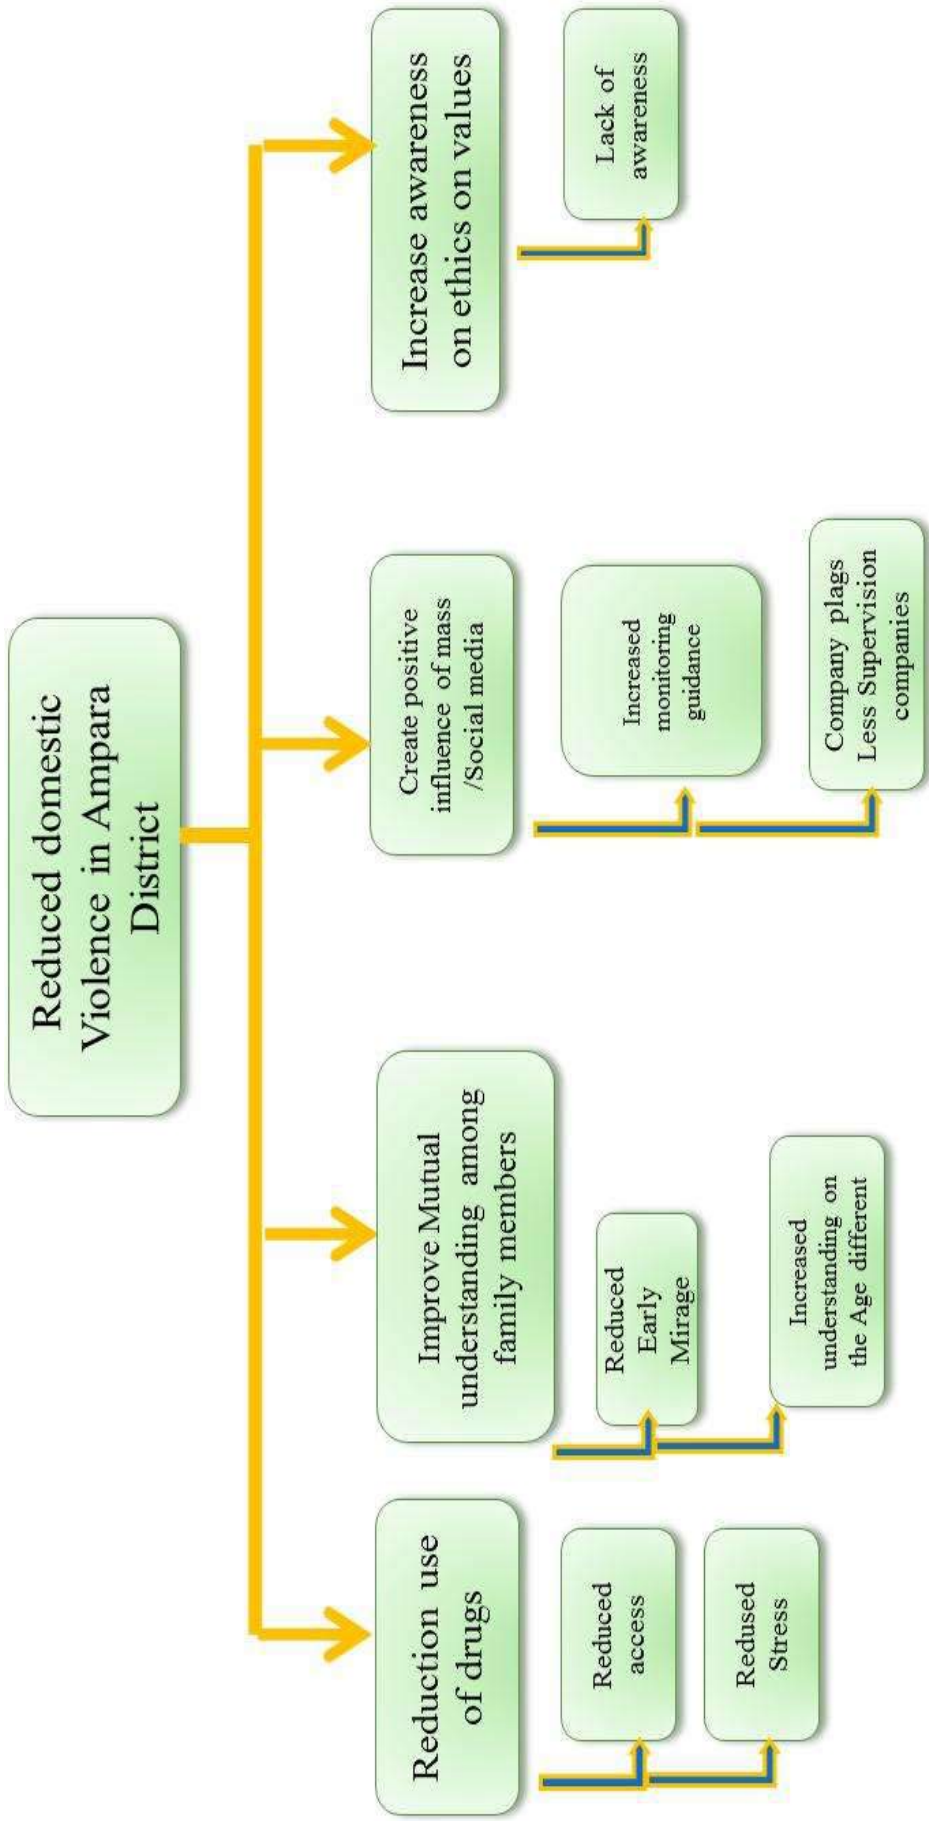 Reduced domestic
Violence in Ampara
District
Reduction use
of drugs
Reduced
access
Redused
Stress
Improve Mutual
understanding among
family members
Reduced
Early
Mirage
Increased
understanding on
the Age different
Create positive
influence of mass
/Social media
Increased
monitoring
guidance
Company plags
Less Supervision
companies
Increase awareness
on ethics on values
Lack of
awareness